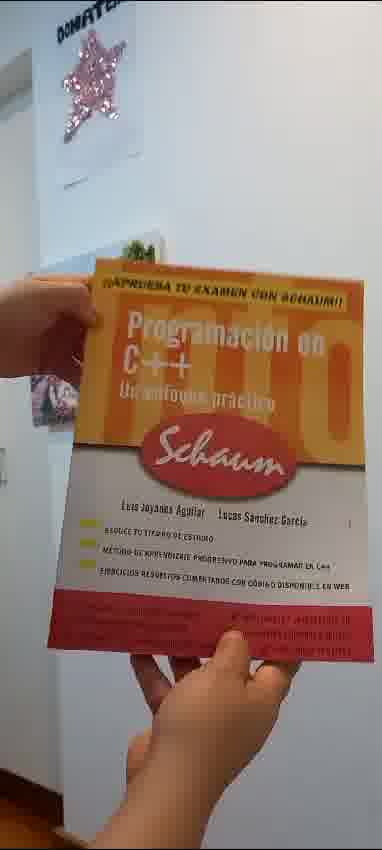 DONATE
¡¡APRUEBA TU EXAMEN CON SCHAUM!!
Programación en
C++
Un enfoque práctico
Schaum
Luis Joyanes Aguilar Lucas Sánchez García
REDUCE TU TIEMPO DE ESTUDIO
MÉTODO DE APRENDIZAJE PROGRESIVO PARA PROGRAMAR EN C++
EJERCICIOS RESUELTOS COMENTADOS CON CÓDIGO DISPONIBLE EN WEB